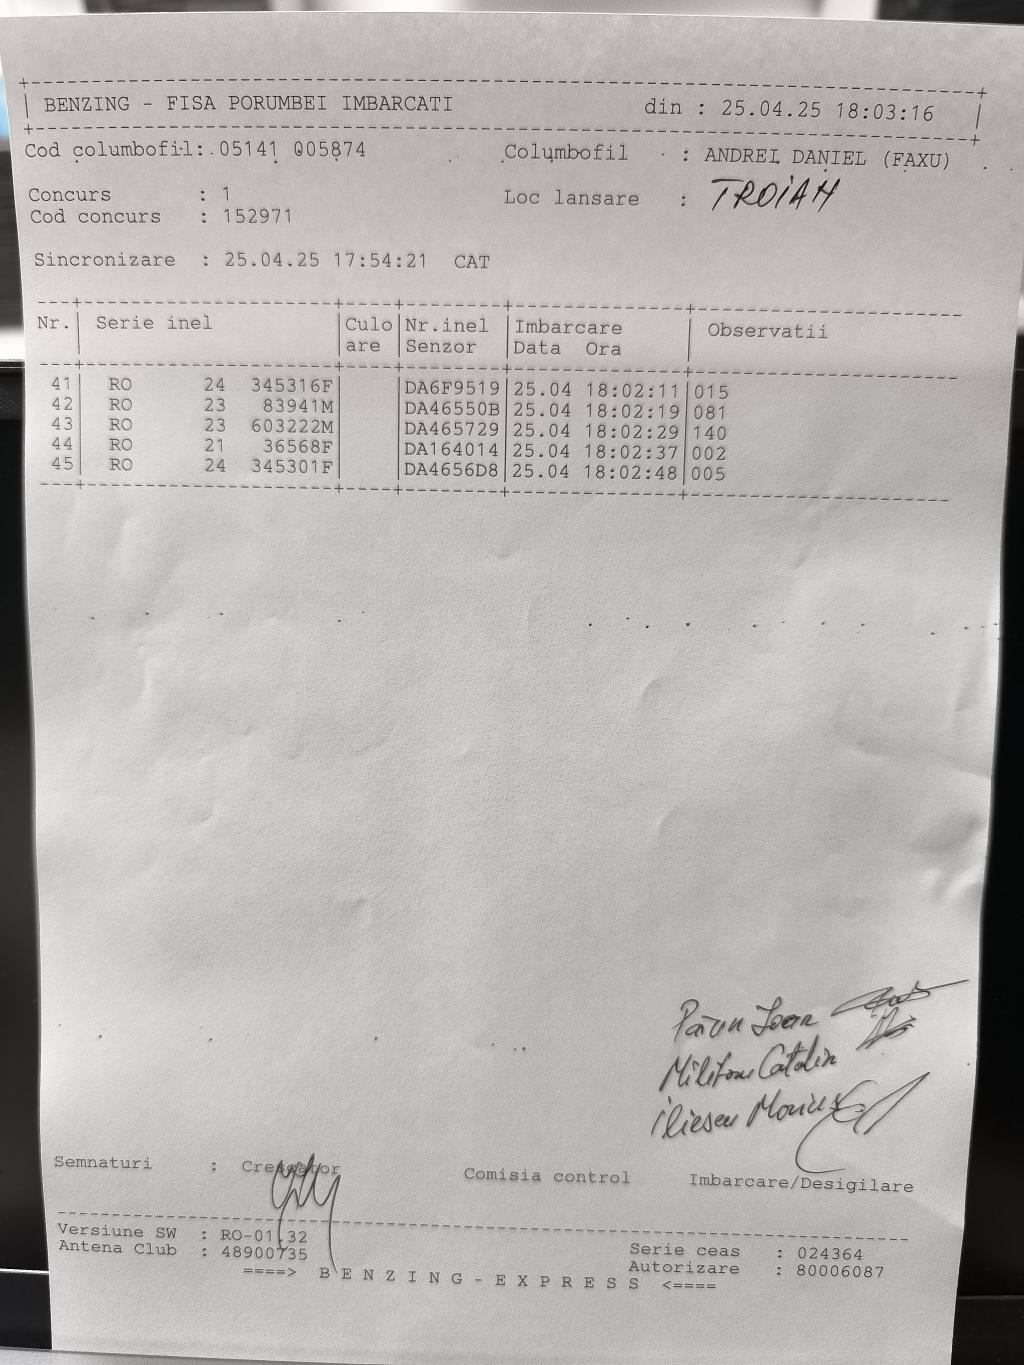 BENZING - FISA PORUMBEI IMBARCATI din : 25.04.25 18:03:16
Cod columbofil: 05141 005874 Columbofil : ANDREI DANIEL (FAXU)
Concurs : 1 Loc lansare : TROIAN
Cod concurs : 152971
Sincronizare : 25.04.25 17:54:21 CAT
Nr. Serie inel Culo Nr.inel Imbarcare Observatii
are Senzor Data Ora
41 RO 24 345316F DA6F9519 25.04 18:02:11 015
42 RO 23 83941M DA46550B 25.04 18:02:19 081
43 RO 23 603222M DA465729 25.04 18:02:29 140
44 RO 21 36568F DA164014 25.04 18:02:37 002
45 RO 24 345301F DA4656D8 25.04 18:02:48 005
Păun Ioan
Catalin
Iliescu Marius
Semnaturi : Crescator Comisia control Imbarcare/Desigilare
Versiune SW : RO-01.32 Serie ceas : 024364
Antena Club : 48900735 Autorizare : 80006087
====> B E N Z I N G - E X P R E S S <====